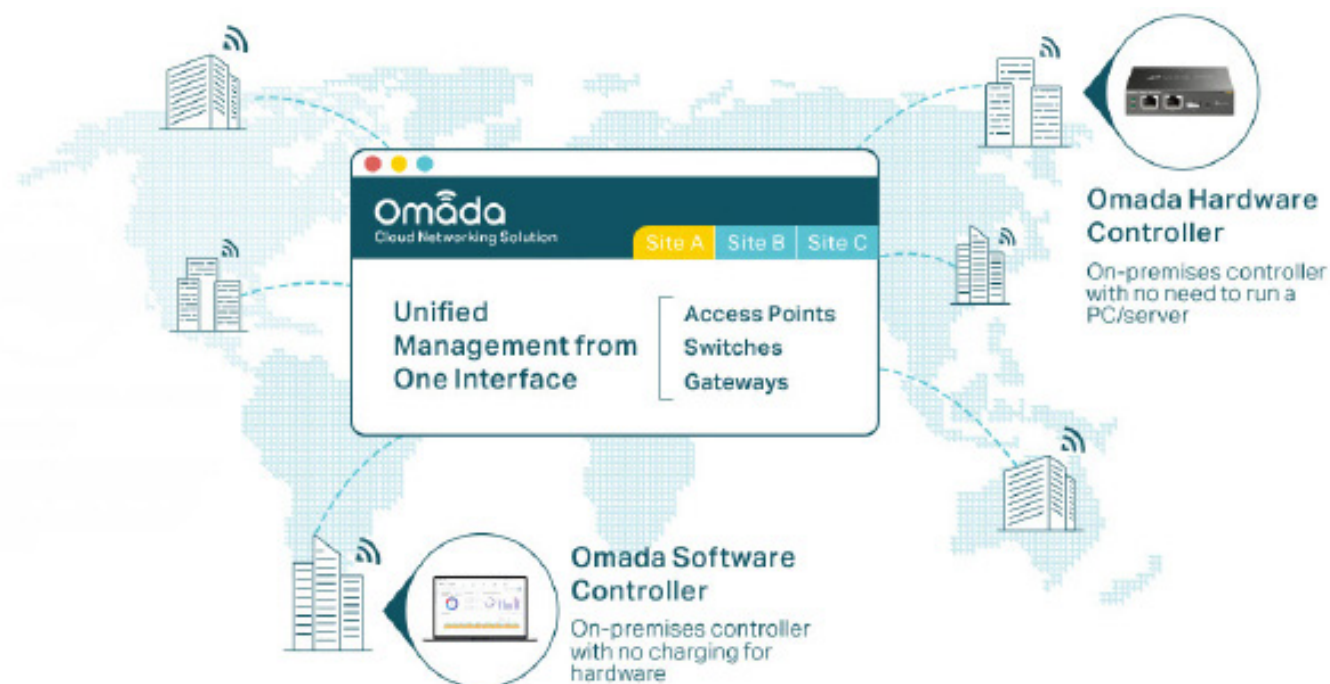 Omada
Cloud Networking Solution
Site A
Site B
Site C
Unified
Management from
One Interface
Access Points
Switches
Gateways
Omada Hardware
Controller
On-premises controller
with no need to run a
PC/server
Omada Software
Controller
On-premises controller
with no charging for
hardware